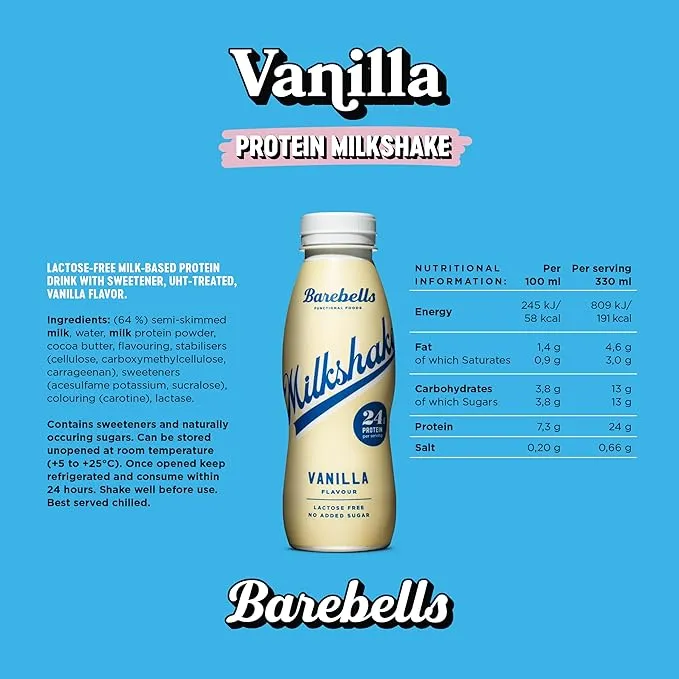 Vanilla
PROTEIN MILKSHAKE
LACTOSE-FREE MILK-BASED PROTEIN
DRINK WITH SWEETENER, UHT-TREATED,
VANILLA FLAVOR.
Ingredients: (64 %) semi-skimmed
milk, water, milk protein powder,
cocoa butter, flavouring, stabilisers
(cellulose, carboxymethylcellulose,
carrageenan), sweeteners
(acesulfame potassium, sucralose),
colouring (carotine), lactase.
Contains sweeteners and naturally
occuring sugars. Can be stored
unopened at room temperature
(+5 to +25°C). Once opened keep
refrigerated and consume within
24 hours. Shake well before use.
Best served chilled.
Barebells
FUNCTIONAL FOODS
Milkshake
24g
PROTEIN
per serving
VANILLA
FLAVOUR
LACTOSE FREE
NO ADDED SUGAR
NUTRITIONAL INFORMATION: Per 100 ml Per serving 330 ml
Energy 245 kJ/ 58 kcal 809 kJ/ 191 kcal
Fat 1,4 g 4,6 g
of which Saturates 0,9 g 3,0 g
Carbohydrates 3,8 g 13 g
of which Sugars 3,8 g 13 g
Protein 7,3 g 24 g
Salt 0,20 g 0,66 g
Barebells